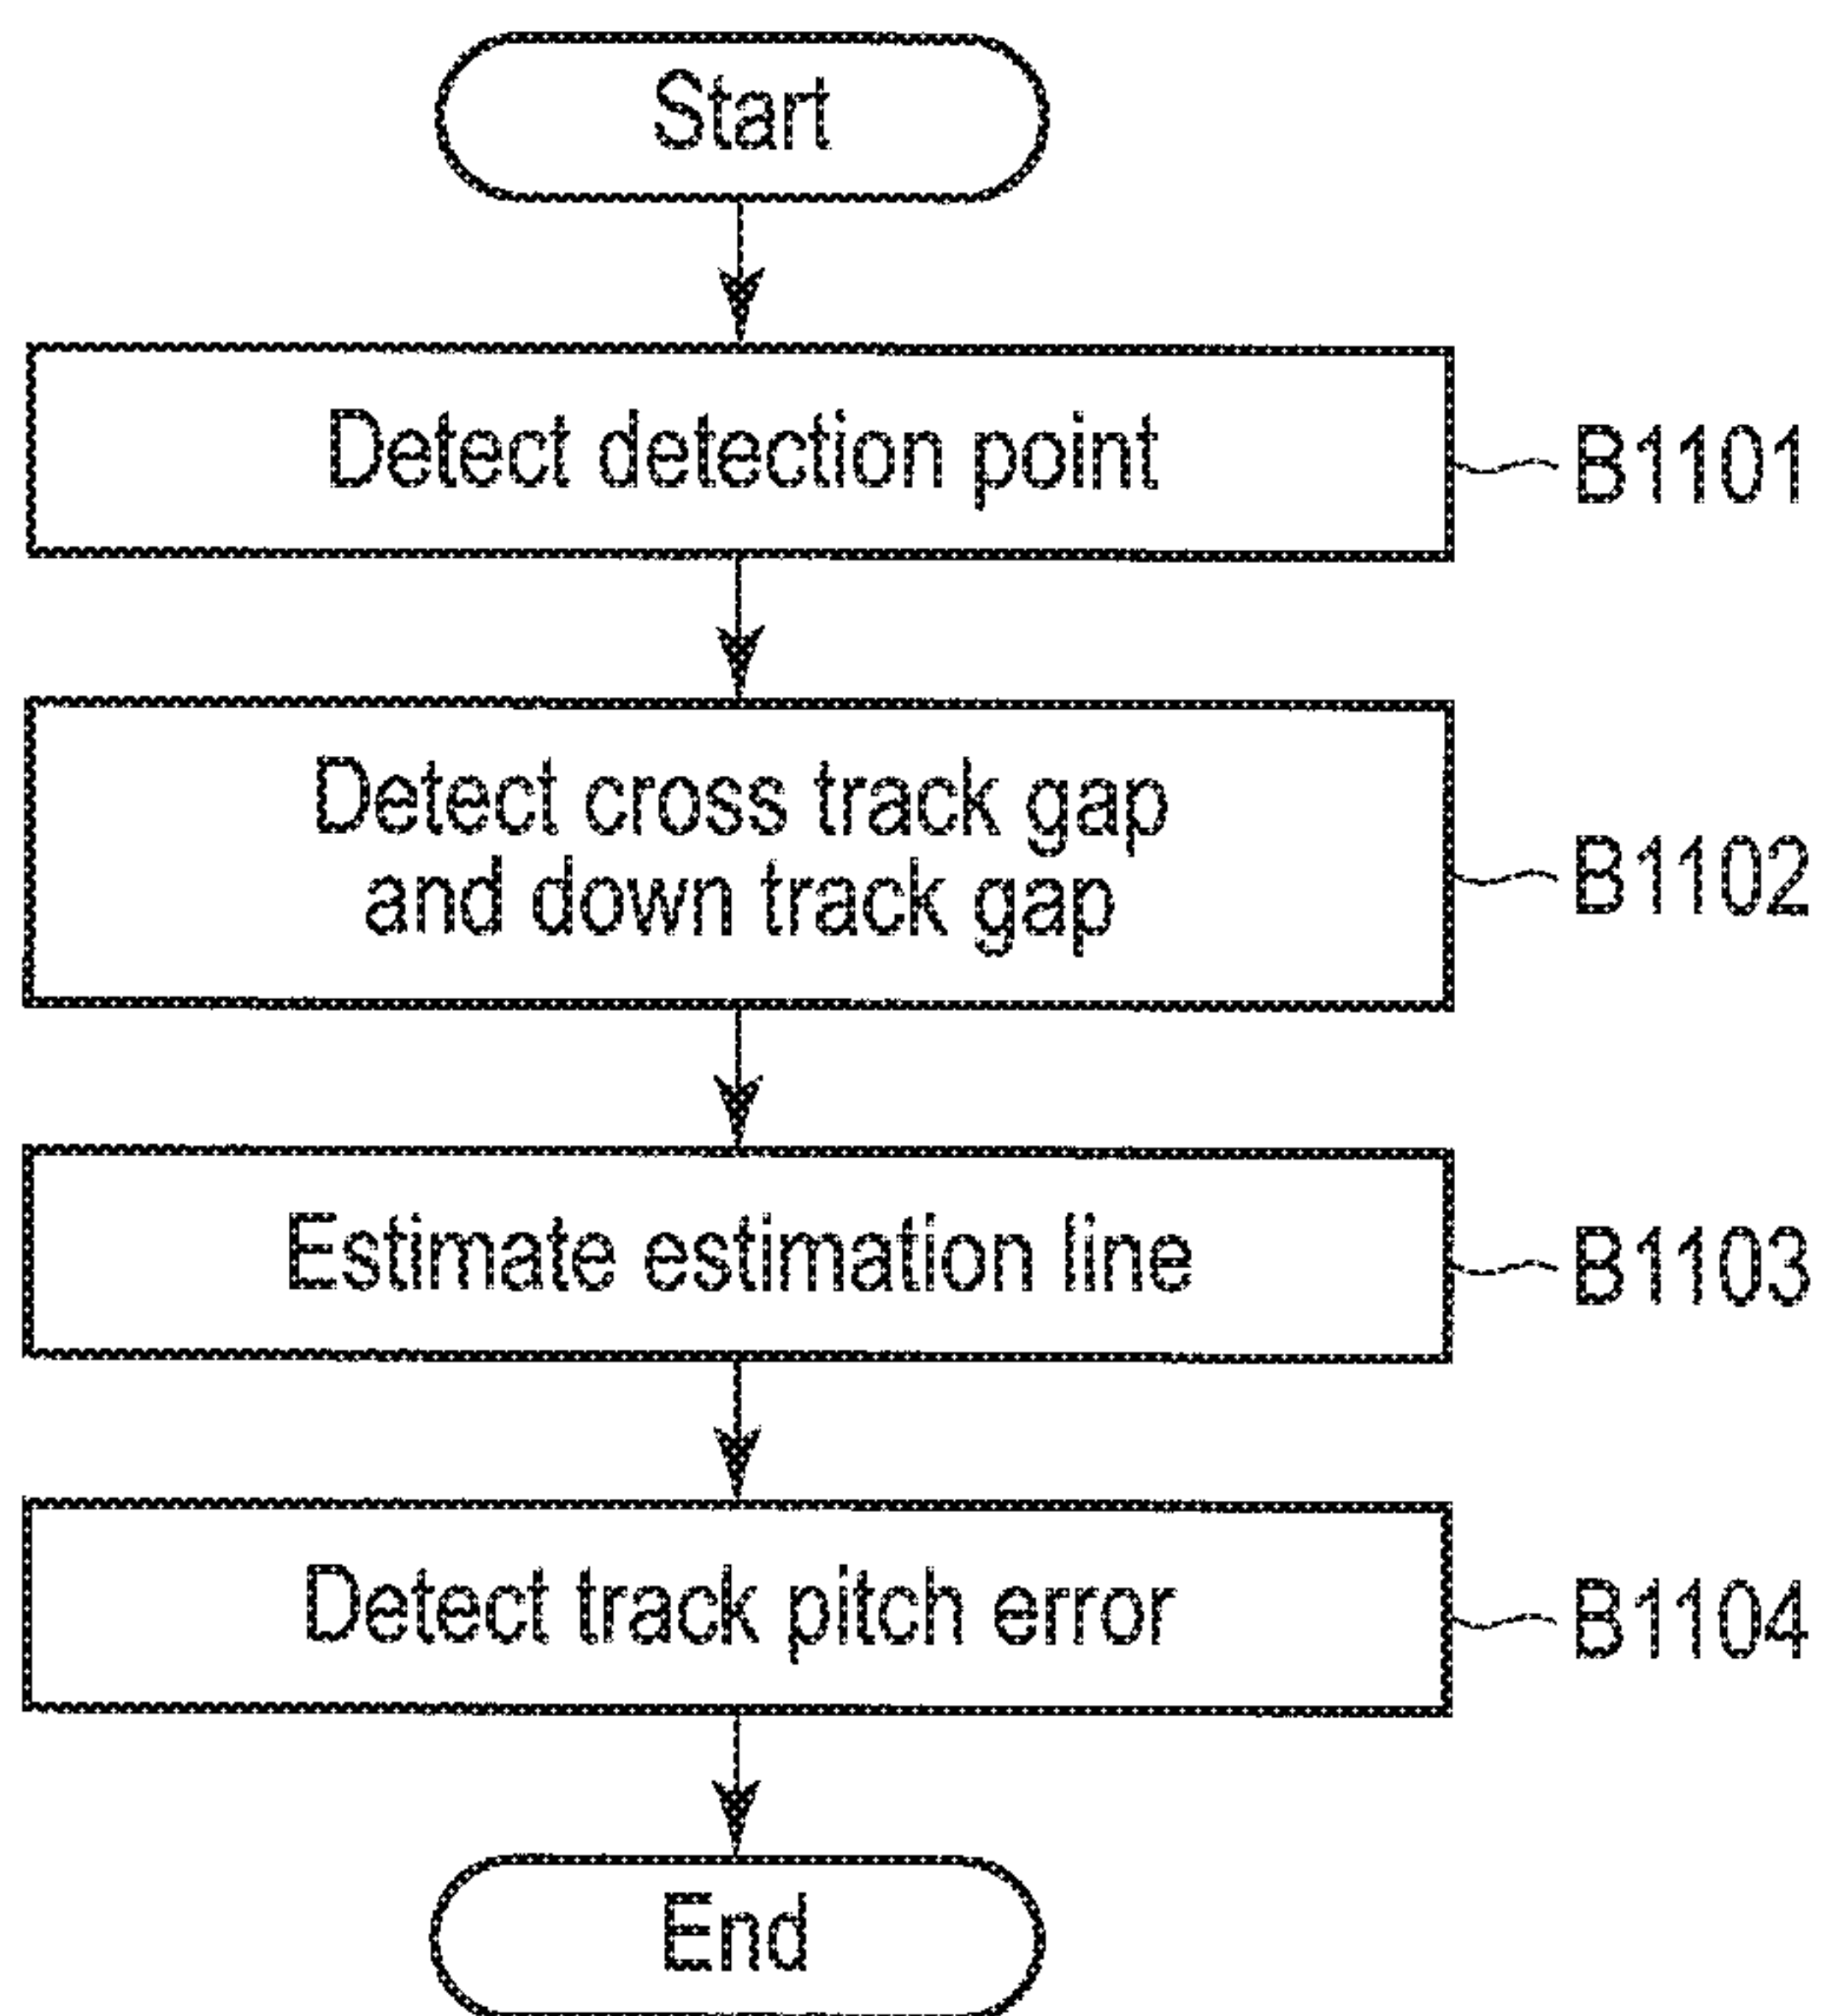 Start
Detect detection point
B1101
Detect cross track gap
and down track gap
B1102
Estimate estimation line
B1103
Detect track pitch error
B1104
End